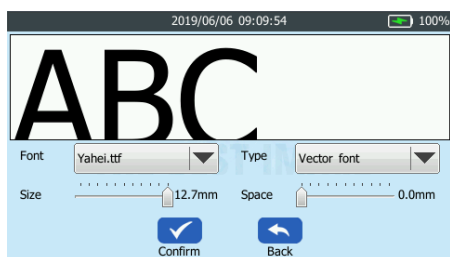 2019/06/06 09:09:54 100%
ABC
Font Yahei.ttf Type Vector font
Size 12.7mm Space 0.0mm
Confirm Back